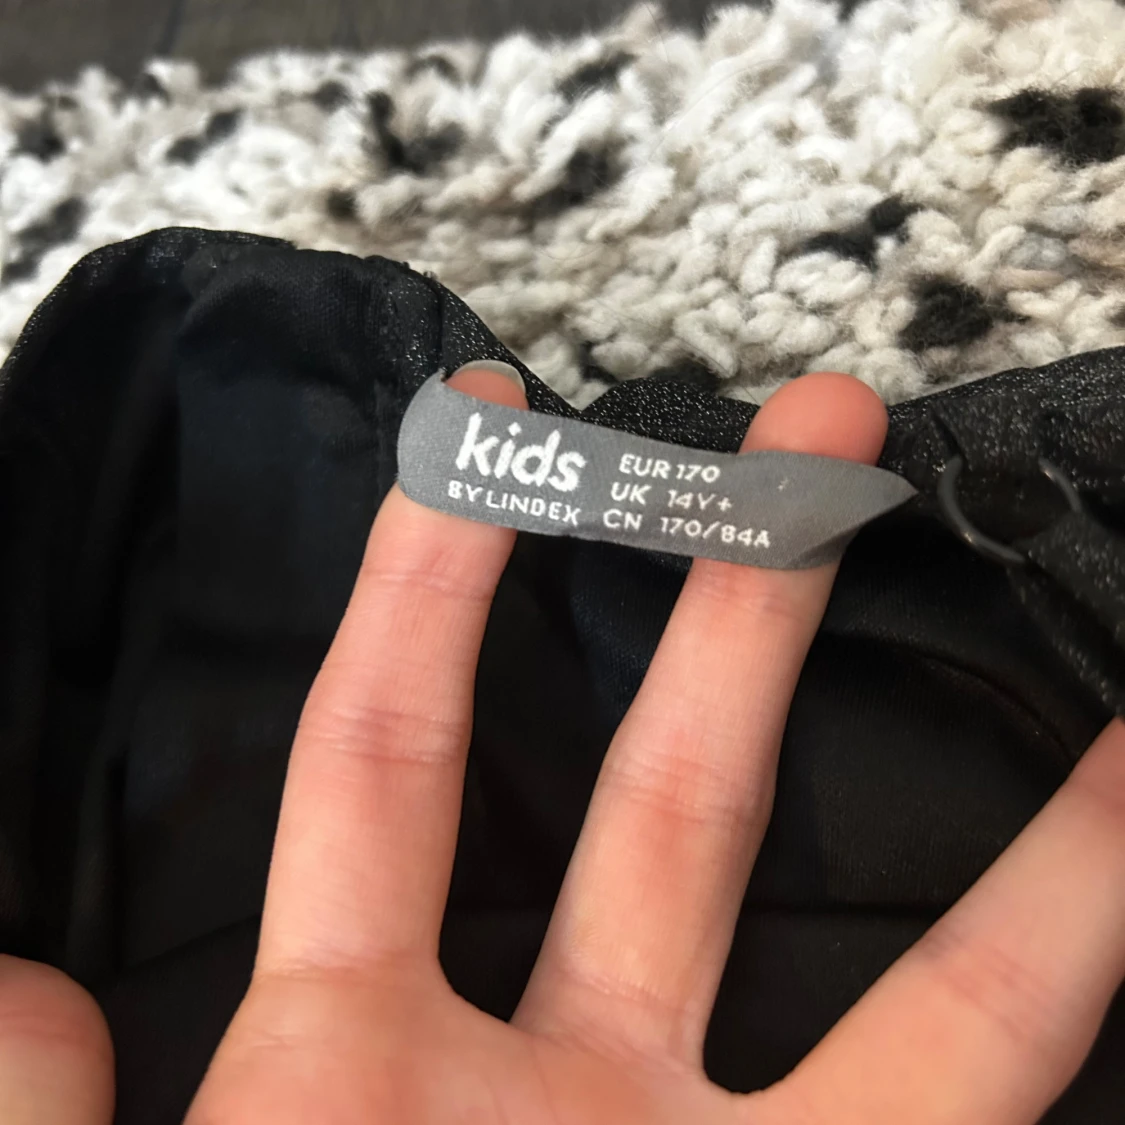 kids
BY LINDEX
EUR 170
UK 14Y+
CN 170/84A